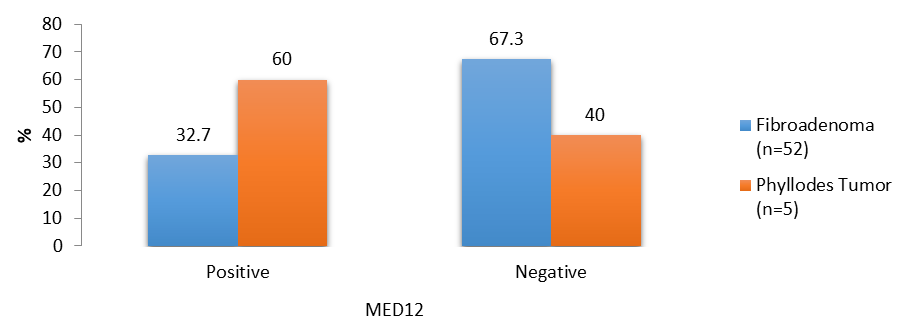 80
70
60
50
40
30
20
10
0
%
32.7
60
67.3
40
Positive
Negative
MED12
Fibroadenoma
(n=52)
Phyllodes Tumor
(n=5)